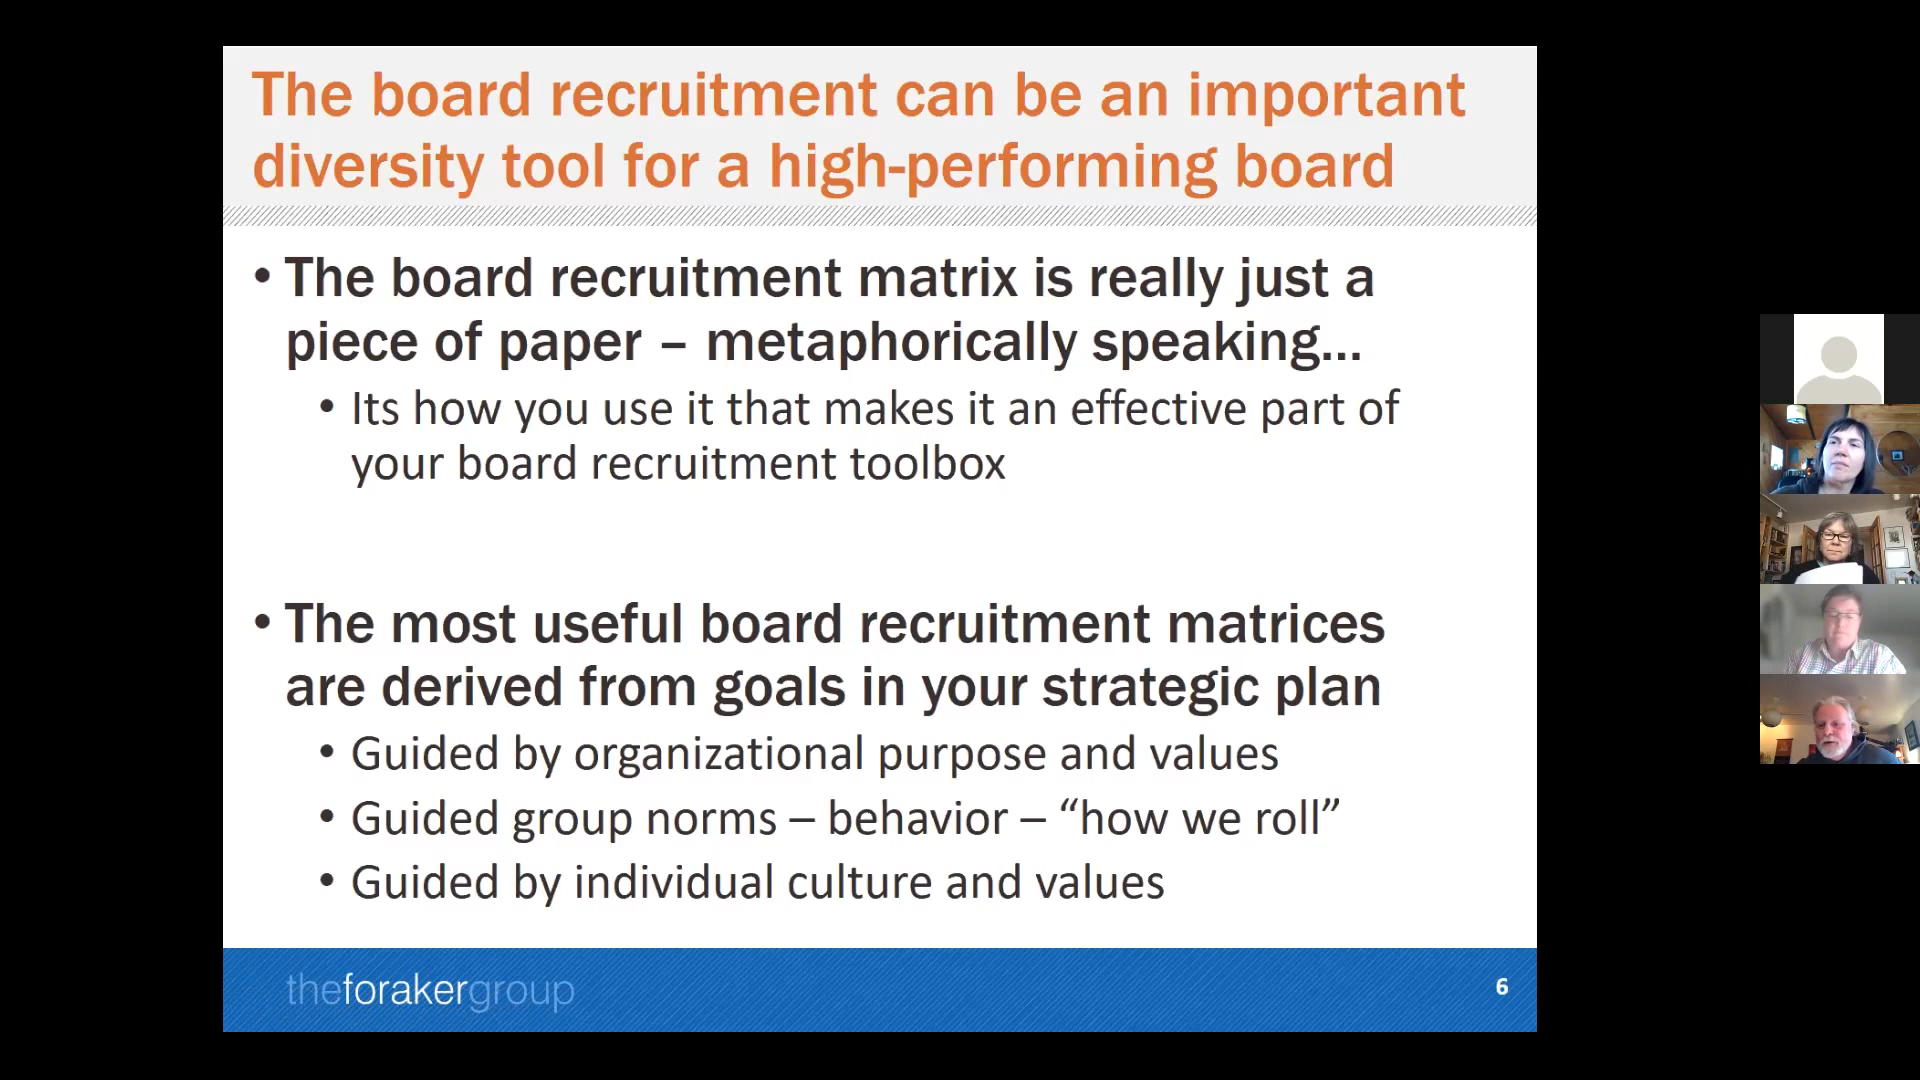 The board recruitment can be an important
diversity tool for a high-performing board
• The board recruitment matrix is really just a
piece of paper – metaphorically speaking...
• Its how you use it that makes it an effective part of
your board recruitment toolbox
• The most useful board recruitment matrices
are derived from goals in your strategic plan
• Guided by organizational purpose and values
• Guided group norms – behavior – “how we roll”
• Guided by individual culture and values
theforakergroup
6